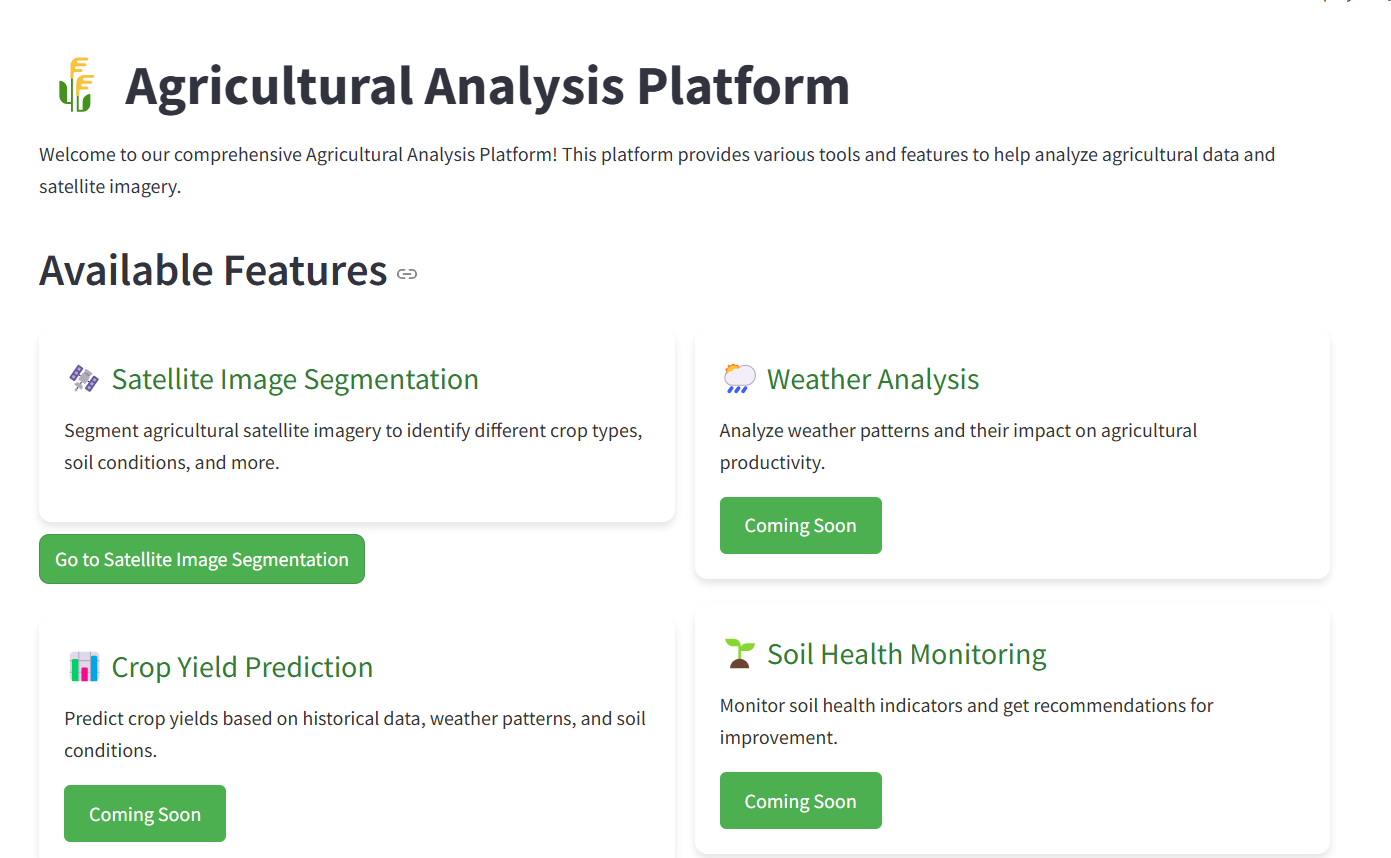 Agricultural Analysis Platform
Welcome to our comprehensive Agricultural Analysis Platform! This platform provides various tools and features to help analyze agricultural data and
satellite imagery.
Available Features
Satellite Image Segmentation
Segment agricultural satellite imagery to identify different crop types,
soil conditions, and more.
Go to Satellite Image Segmentation
Weather Analysis
Analyze weather patterns and their impact on agricultural
productivity.
Coming Soon
Crop Yield Prediction
Predict crop yields based on historical data, weather patterns, and soil
conditions.
Coming Soon
Soil Health Monitoring
Monitor soil health indicators and get recommendations for
improvement.
Coming Soon